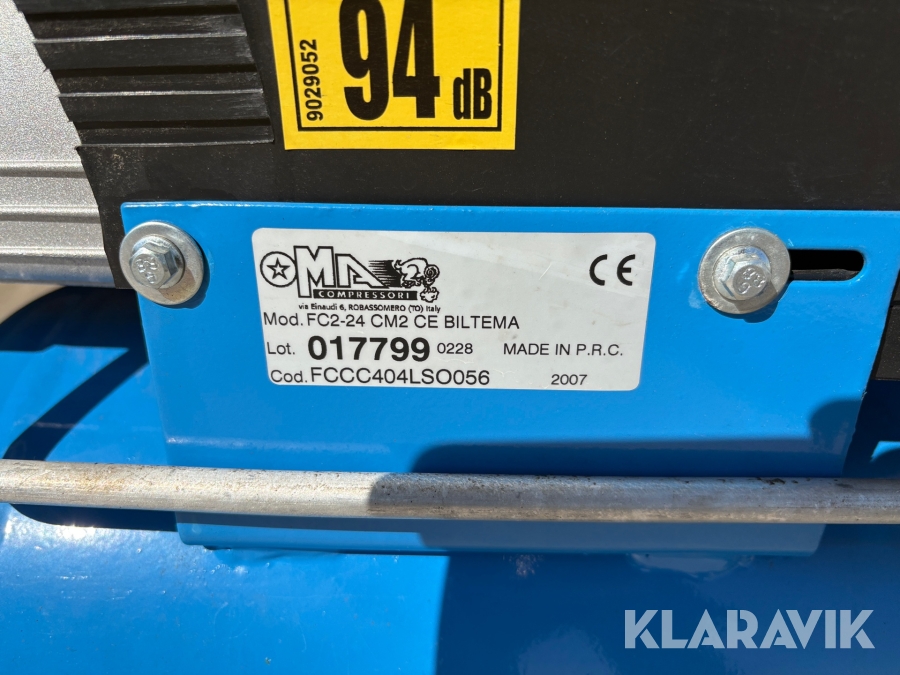 9029052
94 dB
OMA
COMPRESSORI
via Einaudi 6, ROBASSOMERO (TO) Italy
CE
Mod. FC2-24 CM2 CE BILTEMA
Lot. 017799 0228 MADE IN P.R.C.
Cod. FCCC404LSO056 2007
KLARAVIK